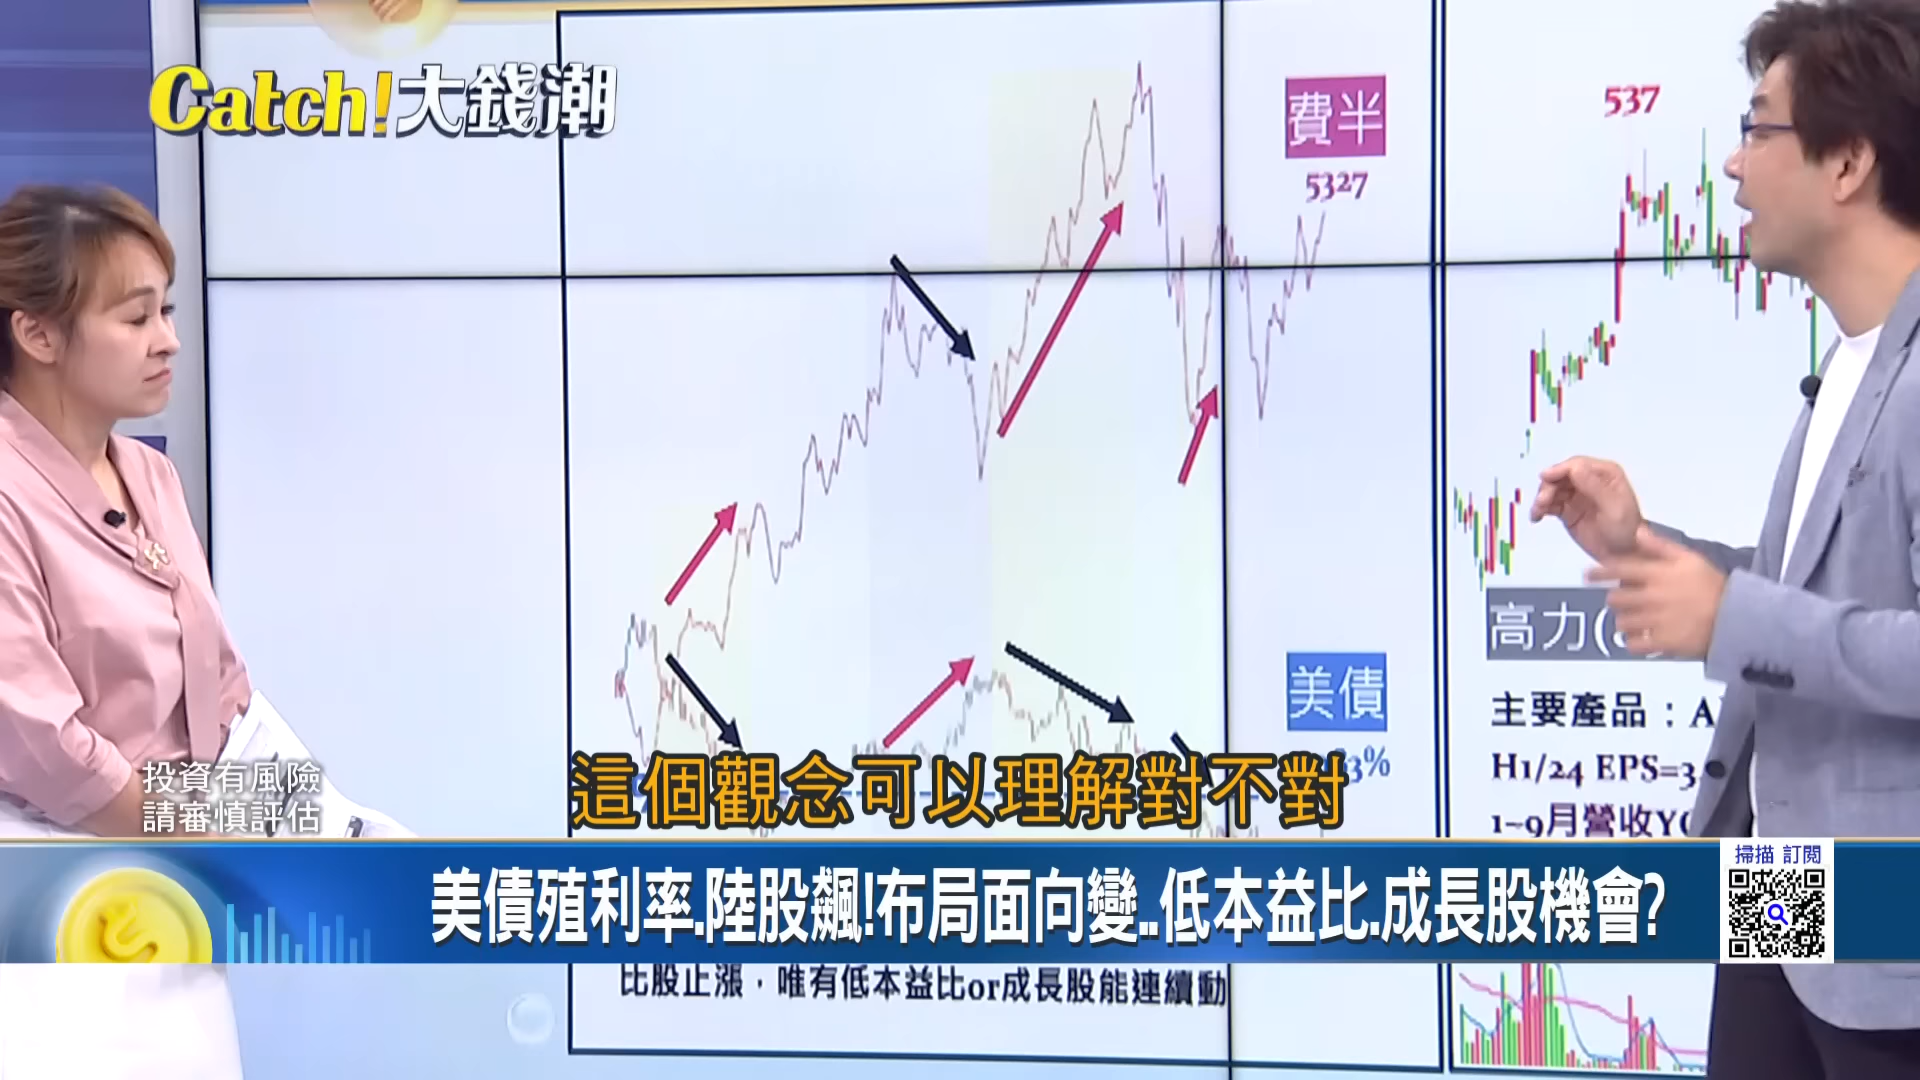 Catch!大錢潮
費半
5327
537
高力(
主要產品：A
H1/24 EPS=3.
1~9月營收YO
美債
3%
這個觀念可以理解對不對
投資有風險
請審慎評估
掃描 訂閱
美債殖利率..陸股飆!布局面向變..低本益比.成長股機會?
比股止漲，唯有低本益比or成長股能連續動